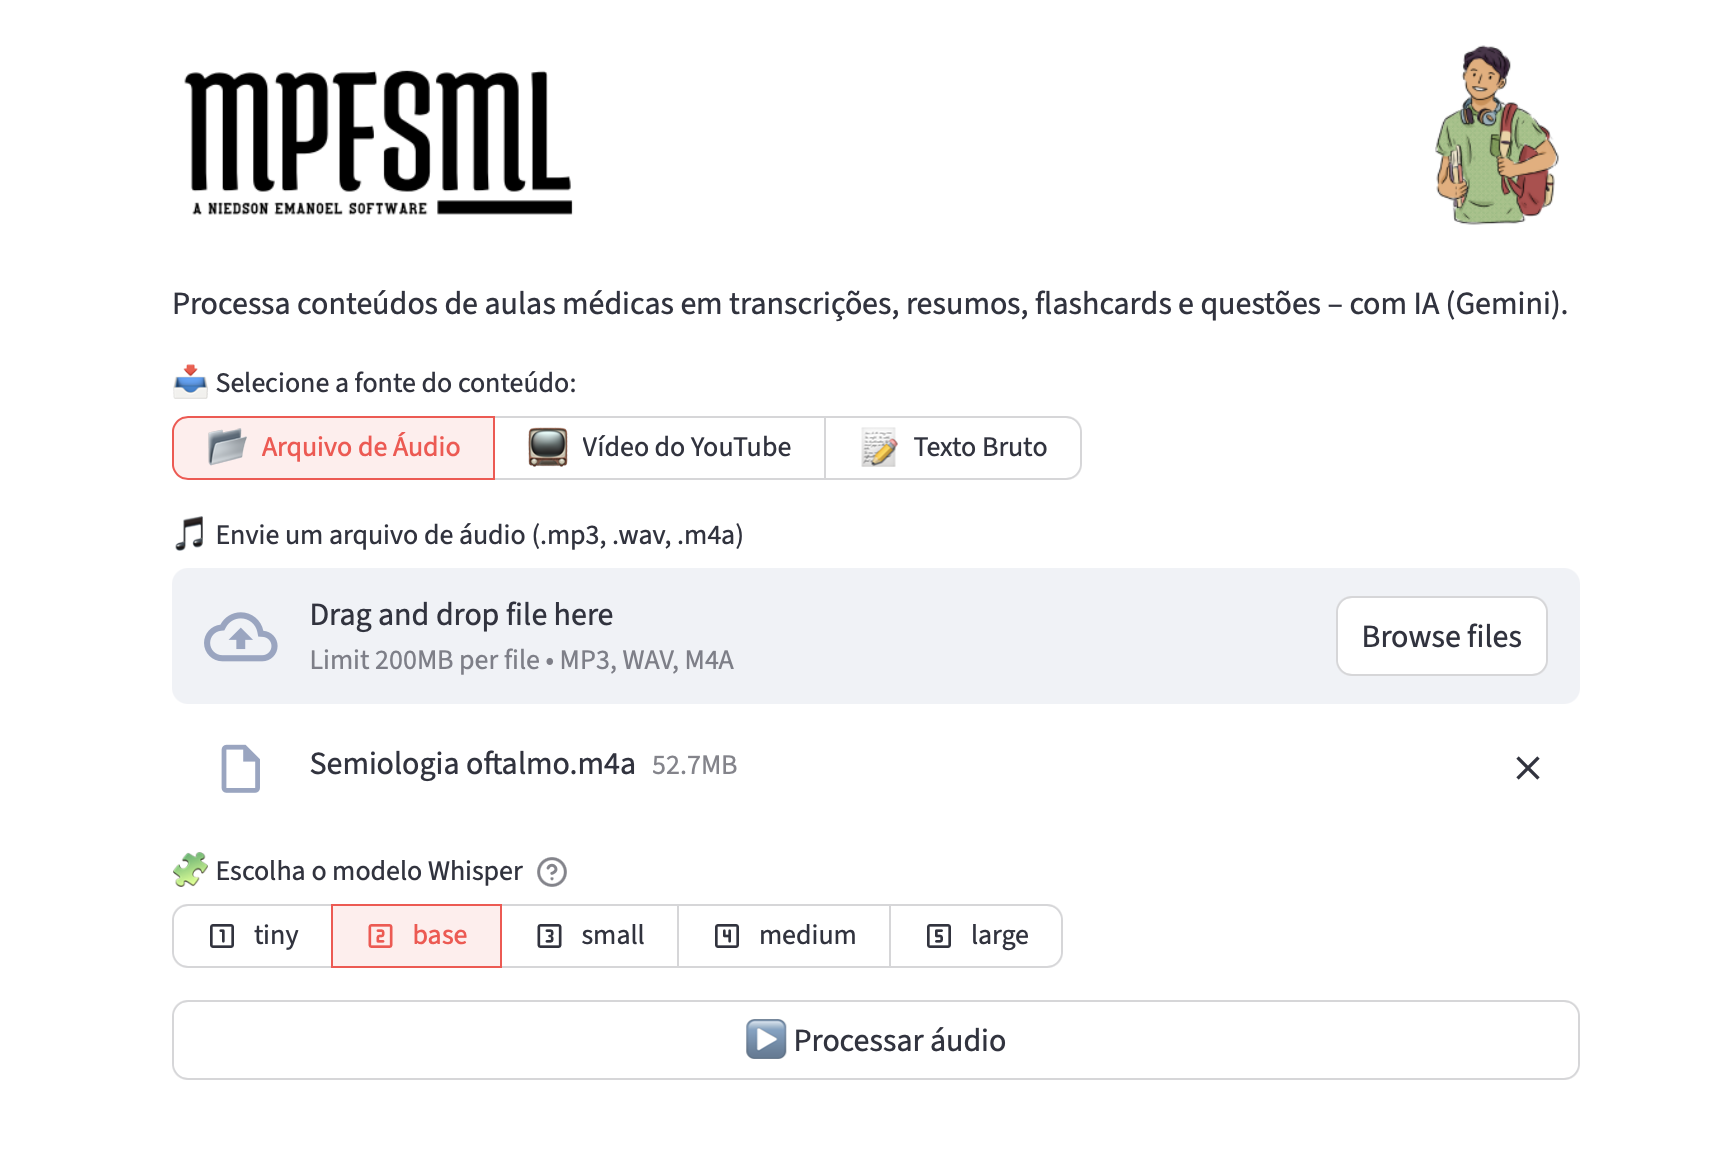 MPFSML
A NIEDSON EMANOEL SOFTWARE
Processa conteúdos de aulas médicas em transcrições, resumos, flashcards e questões – com IA (Gemini).
Selecione a fonte do conteúdo:
Arquivo de Áudio Vídeo do YouTube Texto Bruto
Envie um arquivo de áudio (.mp3, .wav, .m4a)
Drag and drop file here
Limit 200MB per file • MP3, WAV, M4A
Browse files
Semiologia oftalmo.m4a 52.7MB
Escolha o modelo Whisper ?
1 tiny 2 base 3 small 4 medium 5 large
Processar áudio